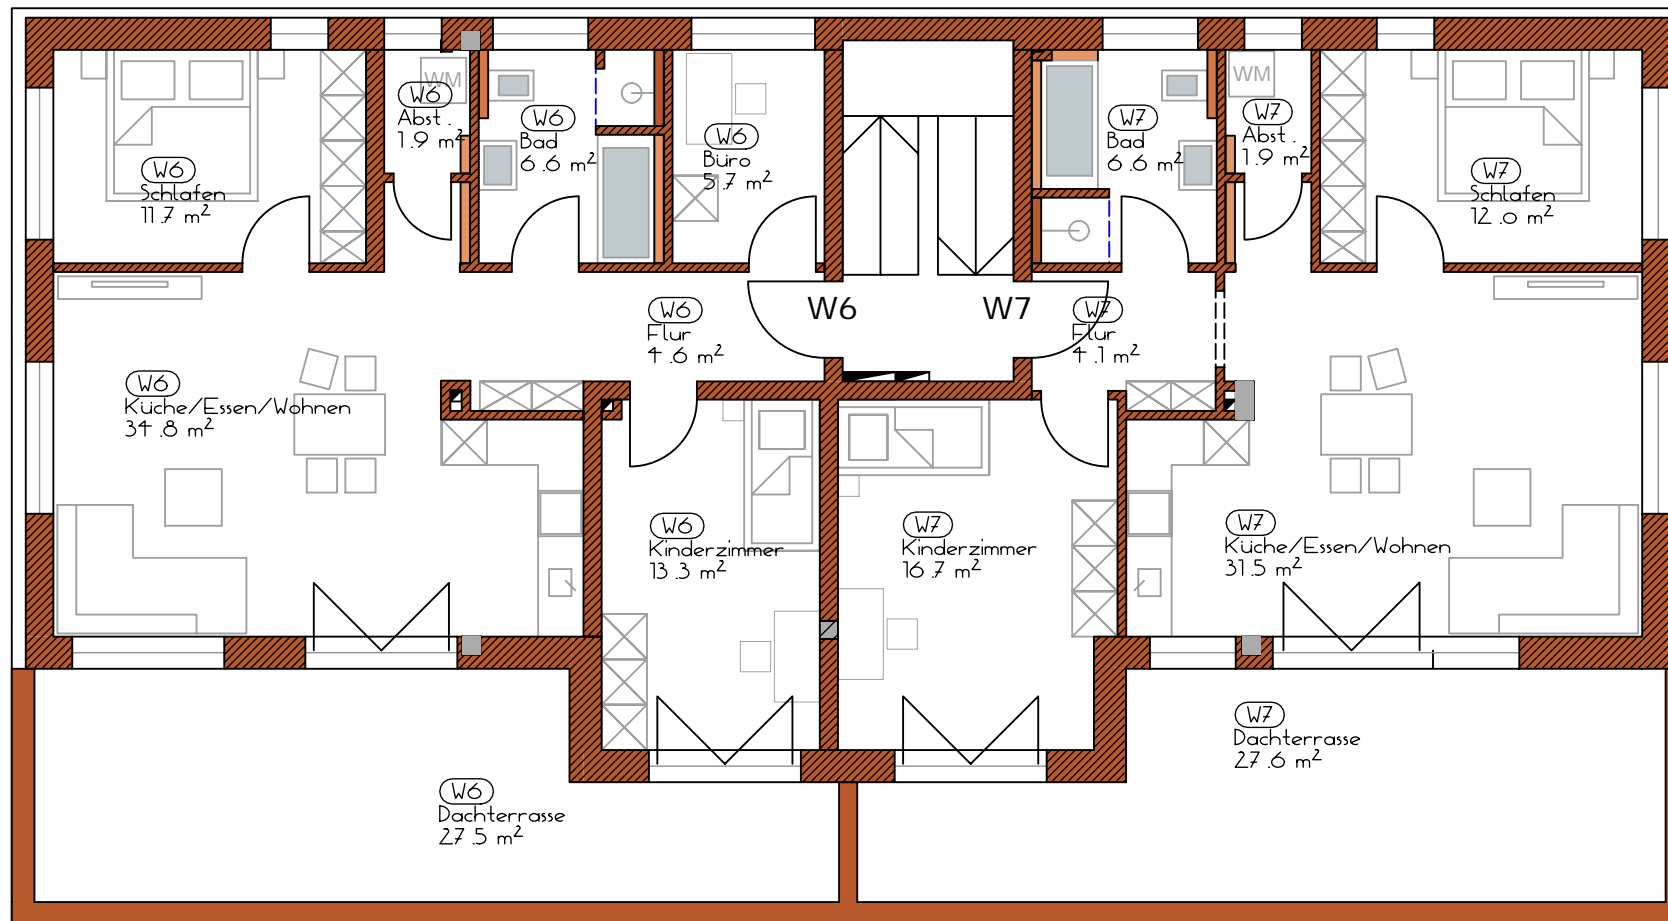 W6
Schlafen
11.7 m²
WM
W6
Abst.
1.9 m²
W6
Bad
6.6 m²
W6
Büro
5.7 m²
W7
Bad
6.6 m²
WM
W7
Abst.
1.9 m²
W7
Schlafen
12.0 m²
W6
Flur
4.6 m²
W6
W7
W7
Flur
4.1 m²
W6
Küche/Essen/Wohnen
34.8 m²
W6
Kinderzimmer
13.3 m²
W7
Kinderzimmer
16.7 m²
W7
Küche/Essen/Wohnen
31.5 m²
W6
Dachterrasse
27.5 m²
W7
Dachterrasse
27.6 m²